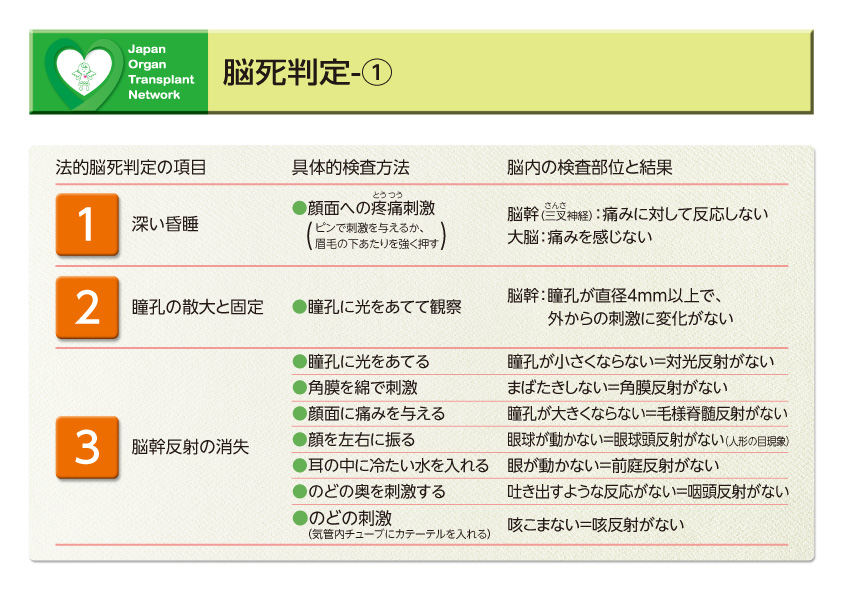 Japan
Organ
Transplant
Network
脳死判定-①
法的脳死判定の項目 具体的検査方法 脳内の検査部位と結果
1 深い昏睡
とうつう
●顔面への疼痛刺激
(ピンで刺激を与えるか、
眉毛の下あたりを強く押す)
さんさ
脳幹(三叉神経):痛みに対して反応しない
大脳:痛みを感じない
2 瞳孔の散大と固定 ●瞳孔に光をあてて観察
脳幹:瞳孔が直径4mm以上で、
外からの刺激に変化がない
3 脳幹反射の消失
●瞳孔に光をあてる 瞳孔が小さくならない=対光反射がない
●角膜を綿で刺激 まばたきしない=角膜反射がない
●顔面に痛みを与える 瞳孔が大きくならない=毛様脊髄反射がない
●顔を左右に振る 眼球が動かない=眼球頭反射がない(人形の目現象)
●耳の中に冷たい水を入れる 眼が動かない=前庭反射がない
●のどの奥を刺激する 吐き出すような反応がない=咽頭反射がない
●のどの刺激
(気管内チューブにカテーテルを入れる)
咳こまない=咳反射がない